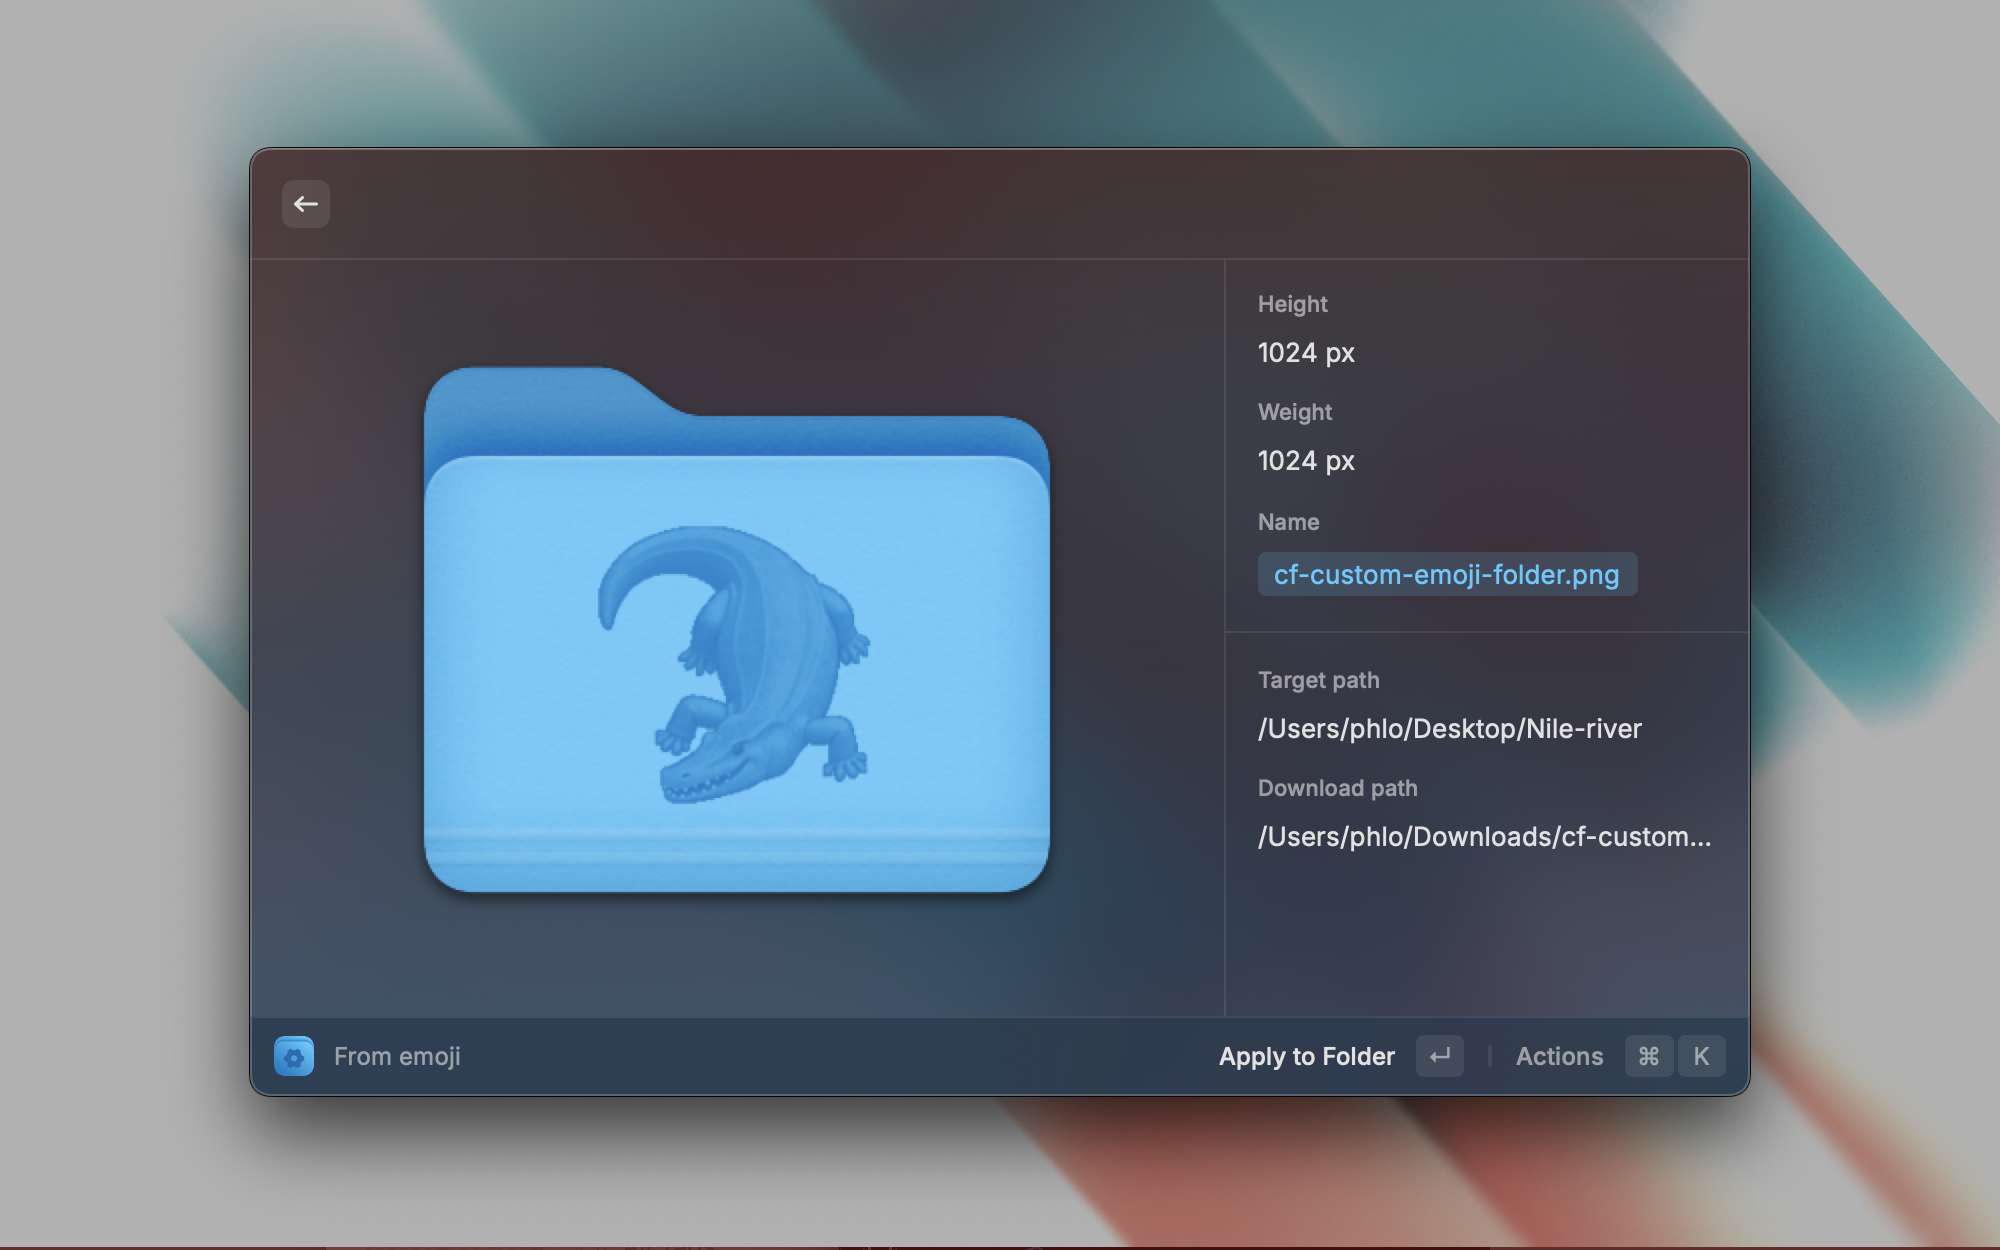 Height
1024 px
Weight
1024 px
Name
cf-custom-emoji-folder.png
Target path
/Users/phlo/Desktop/Nile-river
Download path
/Users/phlo/Downloads/cf-custom...
From emoji
Apply to Folder ↵ Actions ⌘ K